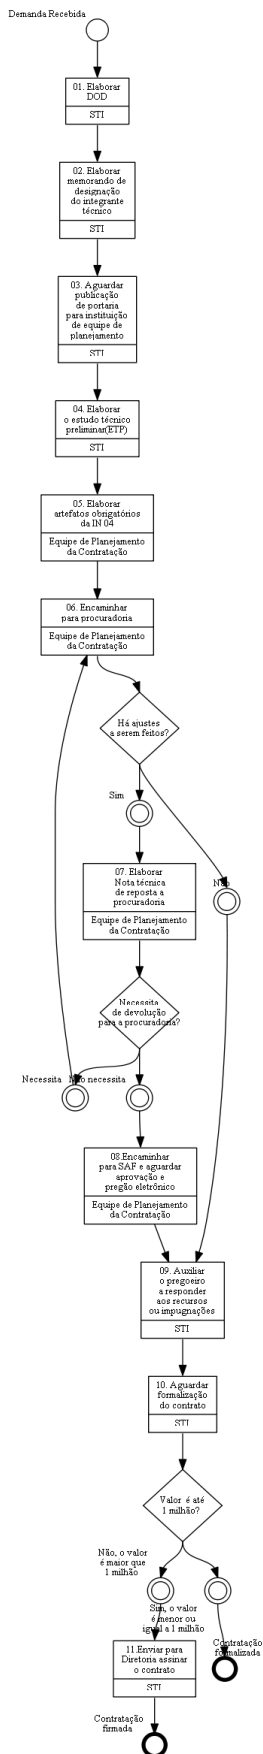 Demanda Recebida
01. Elaborar
DOD
STI
02. Elaborar
memorando de
designação
do integrante
técnico
STI
03. Aguardar
publicação
de portaria
para instituição
de equipe de
planejamento
STI
04. Elaborar
o estudo técnico
preliminar(ETP)
STI
05. Elaborar
artefatos obrigatórios
da IN 04
Equipe de Planejamento
da Contratação
06. Encaminhar
para procuradoria
Equipe de Planejamento
da Contratação
Há ajustes
a serem feitos?
Sim
Não
07. Elaborar
Nota técnica
de reposta a
procuradoria
Equipe de Planejamento
da Contratação
Necessita
de devolução
para a procuradoria?
Necessita
Não necessita
08.Encaminhar
para SAF e aguardar
aprovação e
pregão eletrônico
Equipe de Planejamento
da Contratação
09. Auxiliar
o pregoeiro
a responder
aos recursos
ou impugnações
STI
10. Aguardar
formalização
do contrato
STI
Valor é até
1 milhão?
Não, o valor
é maior que
1 milhão
Sim, o valor
é menor ou
igual a 1 milhão
11.Enviar para
Diretoria assinar
o contrato
STI
Contratação
formalizada
Contratação
firmada